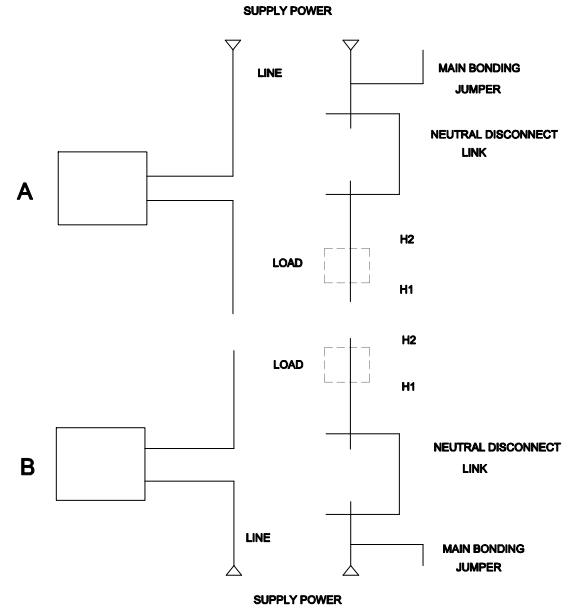 SUPPLY POWER
LINE
MAIN BONDING
JUMPER
NEUTRAL DISCONNECT
LINK
A
H2
LOAD
H1
H2
LOAD
H1
NEUTRAL DISCONNECT
LINK
B
LINE
MAIN BONDING
JUMPER
SUPPLY POWER